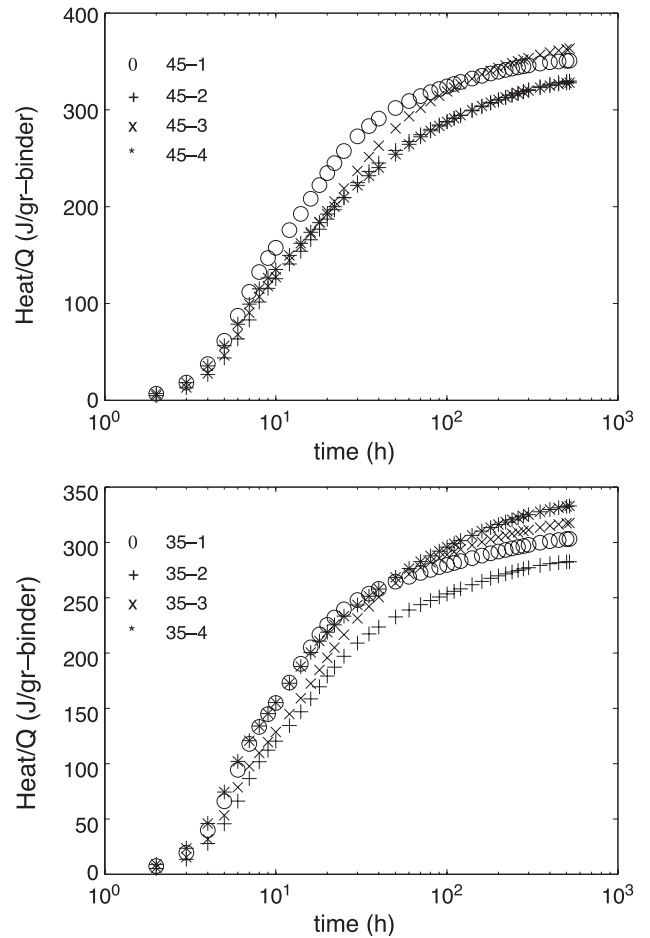 400
300
200
100
0
Heat/Q (J/gr–binder)
o 45–1
+ 45–2
x 45–3
* 45–4
10^0 10^1 10^2 10^3
time (h)
350
300
250
200
150
100
50
0
Heat/Q (J/gr–binder)
o 35–1
+ 35–2
x 35–3
* 35–4
10^0 10^1 10^2 10^3
time (h)